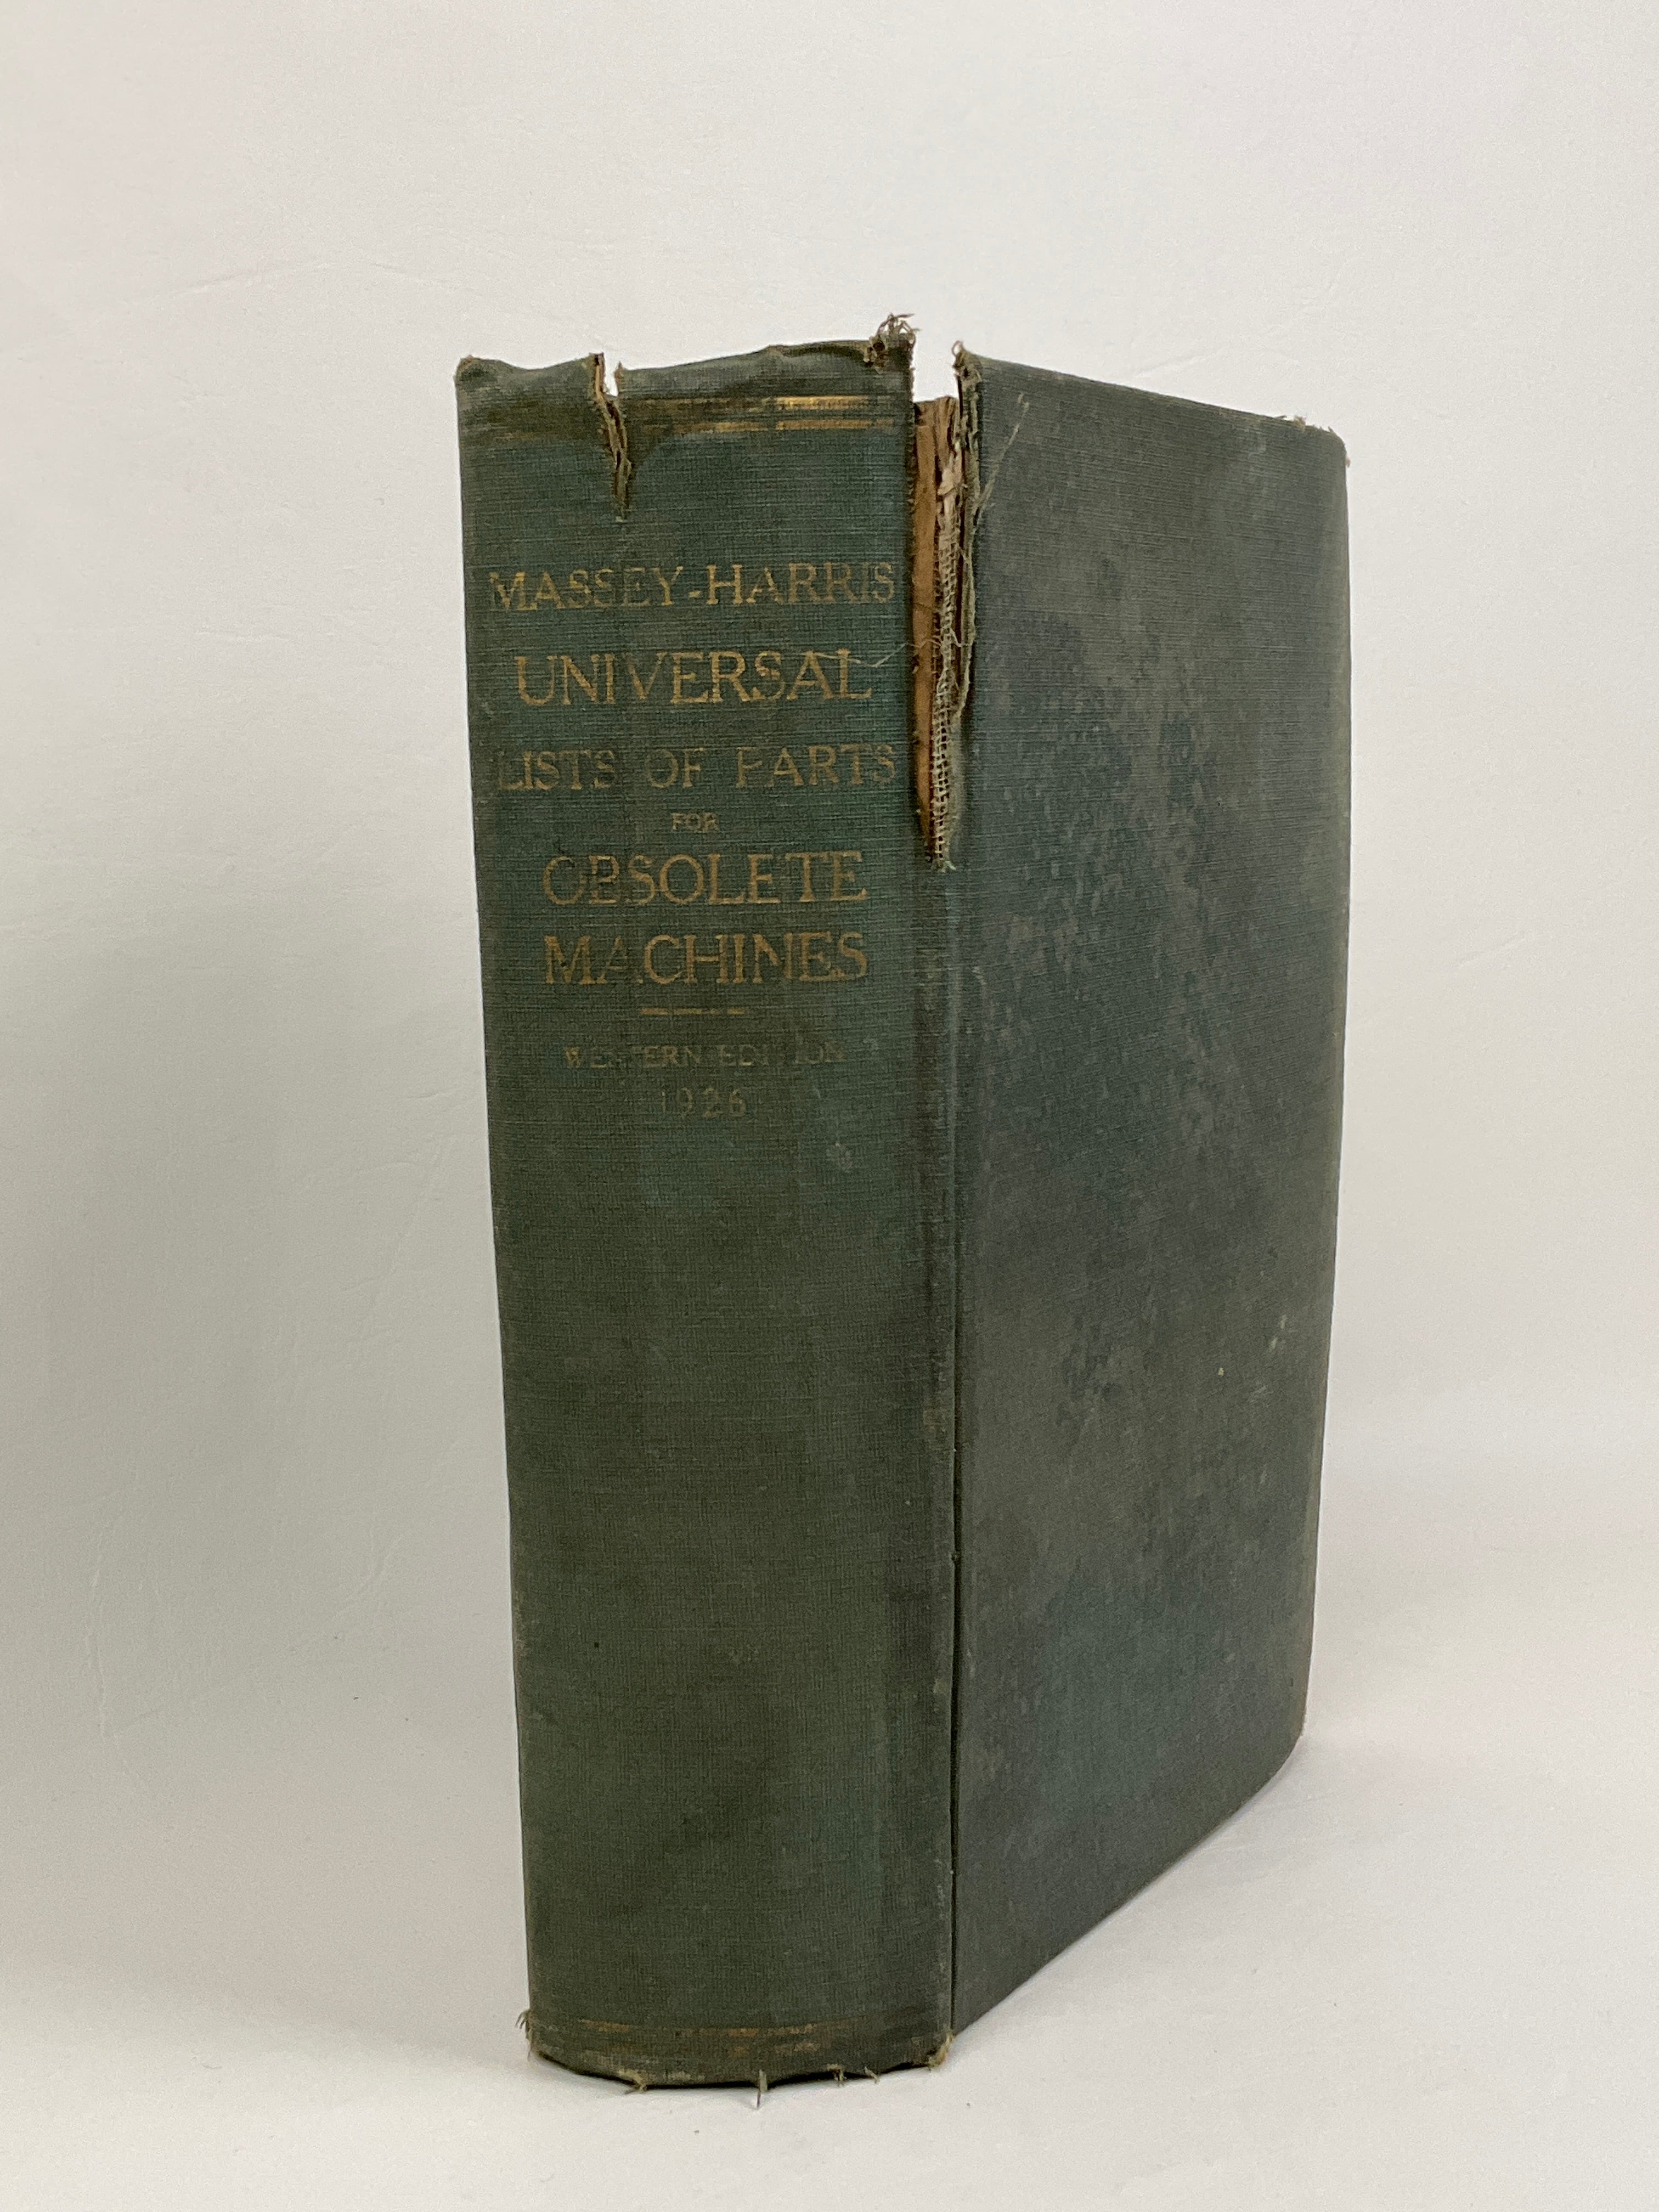 MASSEY-HARRIS
UNIVERSAL
LISTS OF PARTS
FOR
OBSOLETE
MACHINES
WESTERN EDITION
1926